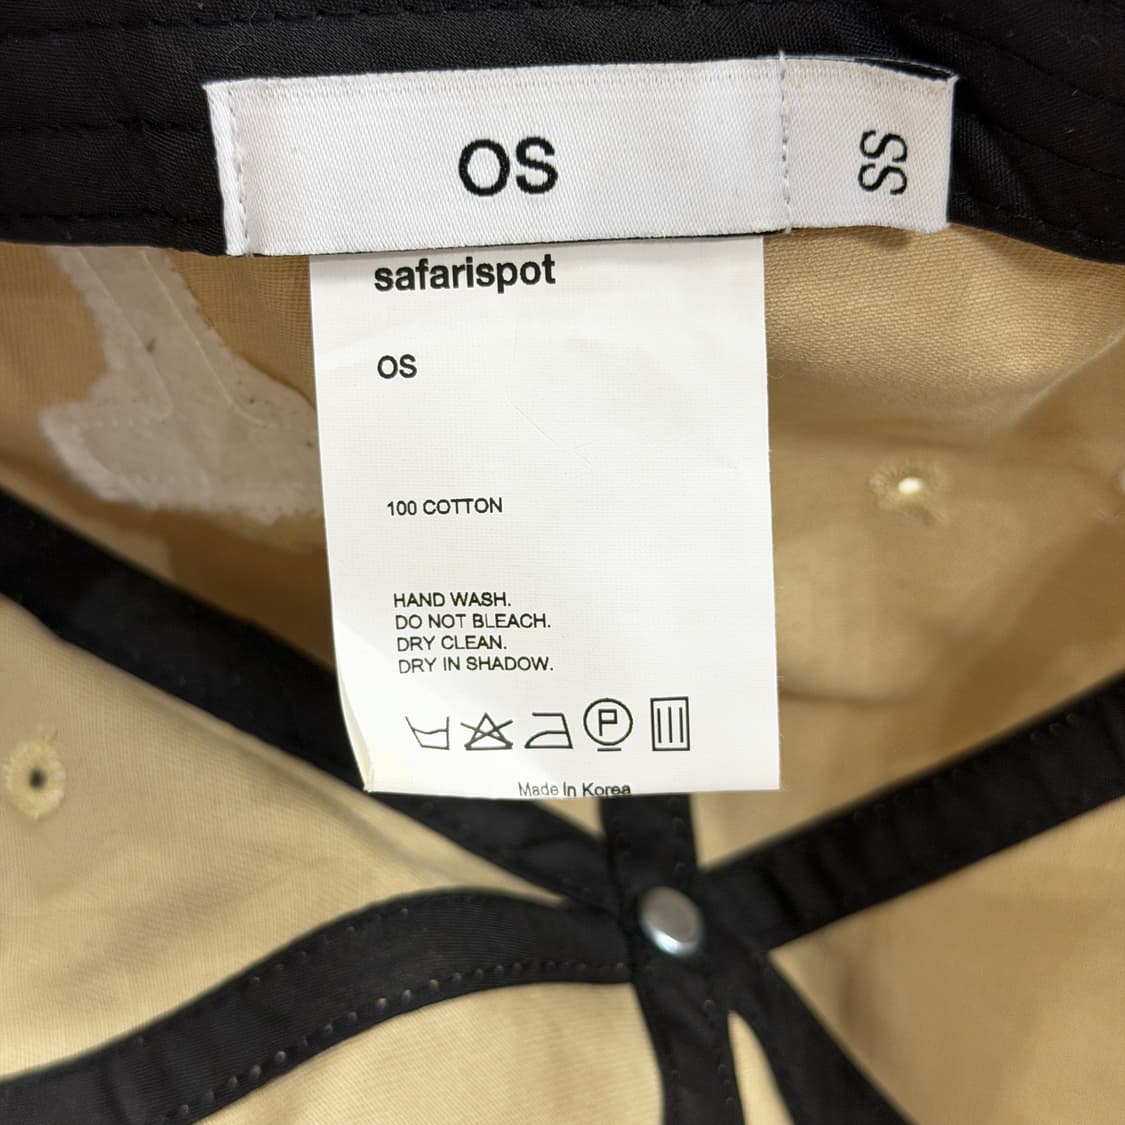 OS
SS
safarispot
OS
100 COTTON
HAND WASH.
DO NOT BLEACH.
DRY CLEAN.
DRY IN SHADOW.
P
Made In Korea